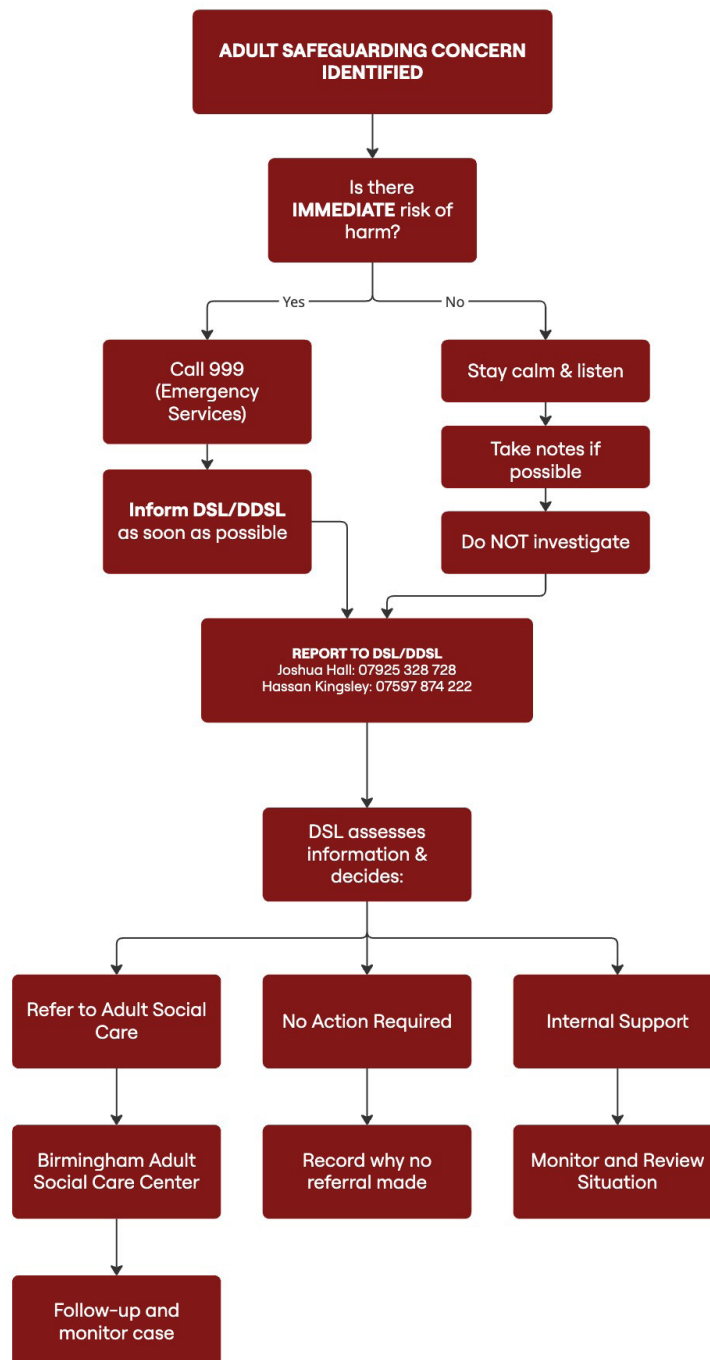 ADULT SAFEGUARDING CONCERN
IDENTIFIED
Is there
IMMEDIATE risk of
harm?
Yes
No
Call 999
(Emergency
Services)
Stay calm & listen
Take notes if
possible
Inform DSL/DDSL
as soon as possible
Do NOT investigate
REPORT TO DSL/DDSL
Joshua Hall: 07925 328 728
Hassan Kingsley: 07597 874 222
DSL assesses
information &
decides:
Refer to Adult Social
Care
No Action Required
Internal Support
Birmingham Adult
Social Care Center
Record why no
referral made
Monitor and Review
Situation
Follow-up and
monitor case